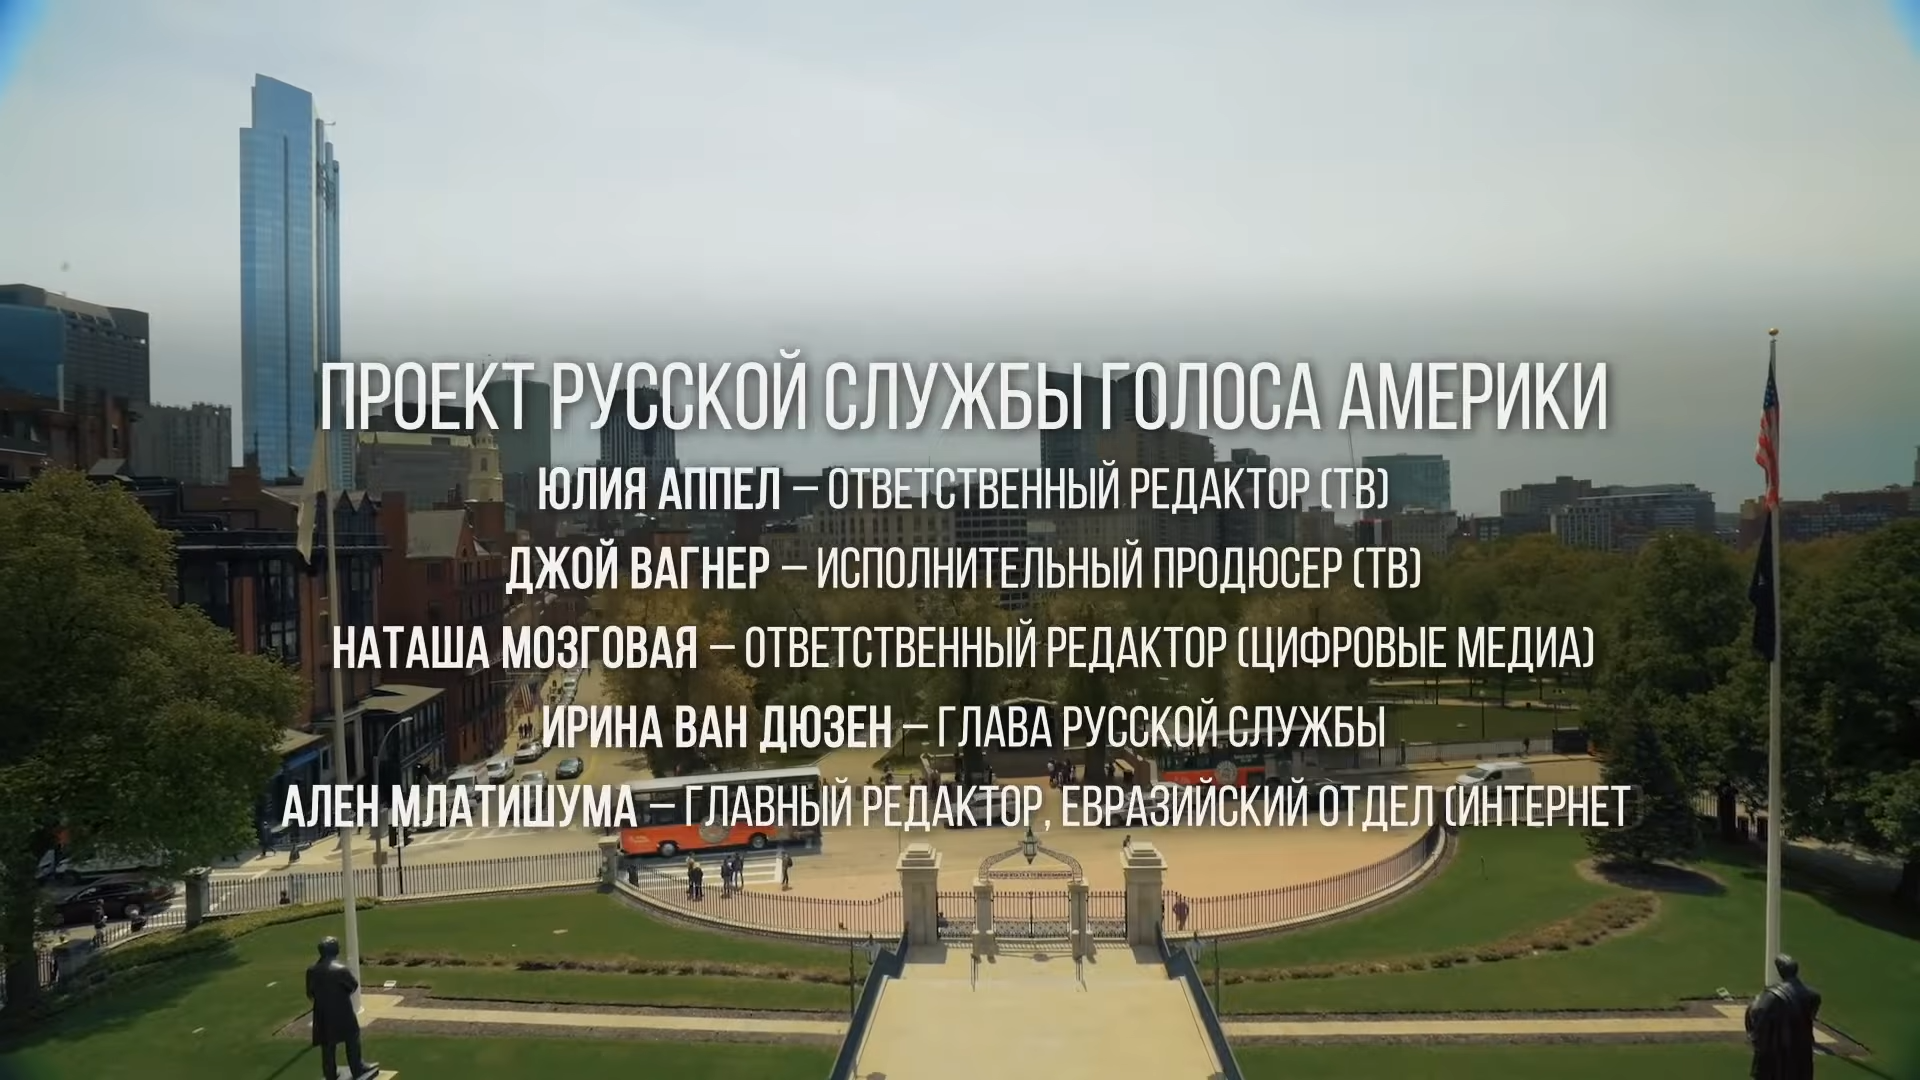 ПРОЕКТ РУССКОЙ СЛУЖБЫ ГОЛОСА АМЕРИКИ
ЮЛИЯ АППЕЛ – ОТВЕТСТВЕННЫЙ РЕДАКТОР (ТВ)
ДЖОЙ ВАГНЕР – ИСПОЛНИТЕЛЬНЫЙ ПРОДЮСЕР (ТВ)
НАТАША МОЗГОВАЯ – ОТВЕТСТВЕННЫЙ РЕДАКТОР (ЦИФРОВЫЕ МЕДИА)
ИРИНА ВАН ДЮЗЕН – ГЛАВА РУССКОЙ СЛУЖБЫ
АЛЕН МЛАТИШУМА – ГЛАВНЫЙ РЕДАКТОР, ЕВРАЗИЙСКИЙ ОТДЕЛ (ИНТЕРНЕТ